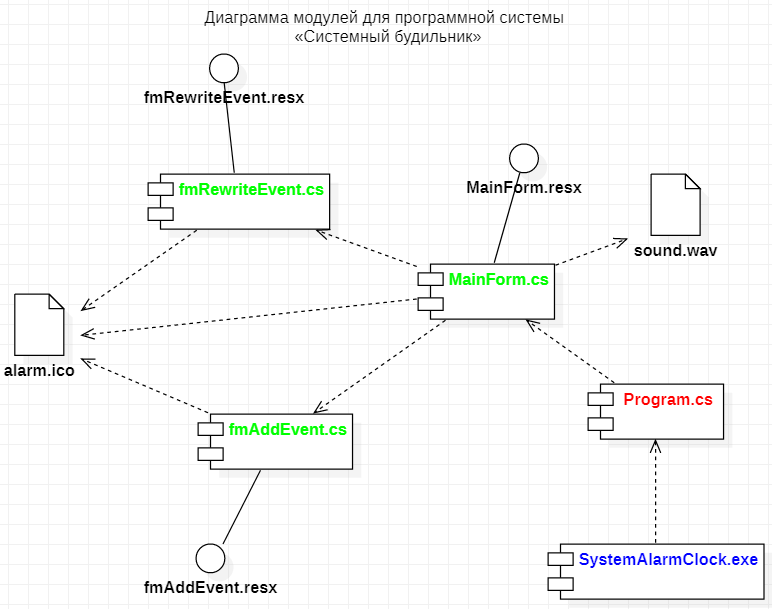 Диаграмма модулей для программной системы
«Системный будильник»
fmRewriteEvent.resx
fmRewriteEvent.cs
MainForm.resx
sound.wav
MainForm.cs
alarm.ico
Program.cs
fmAddEvent.cs
SystemAlarmClock.exe
fmAddEvent.resx